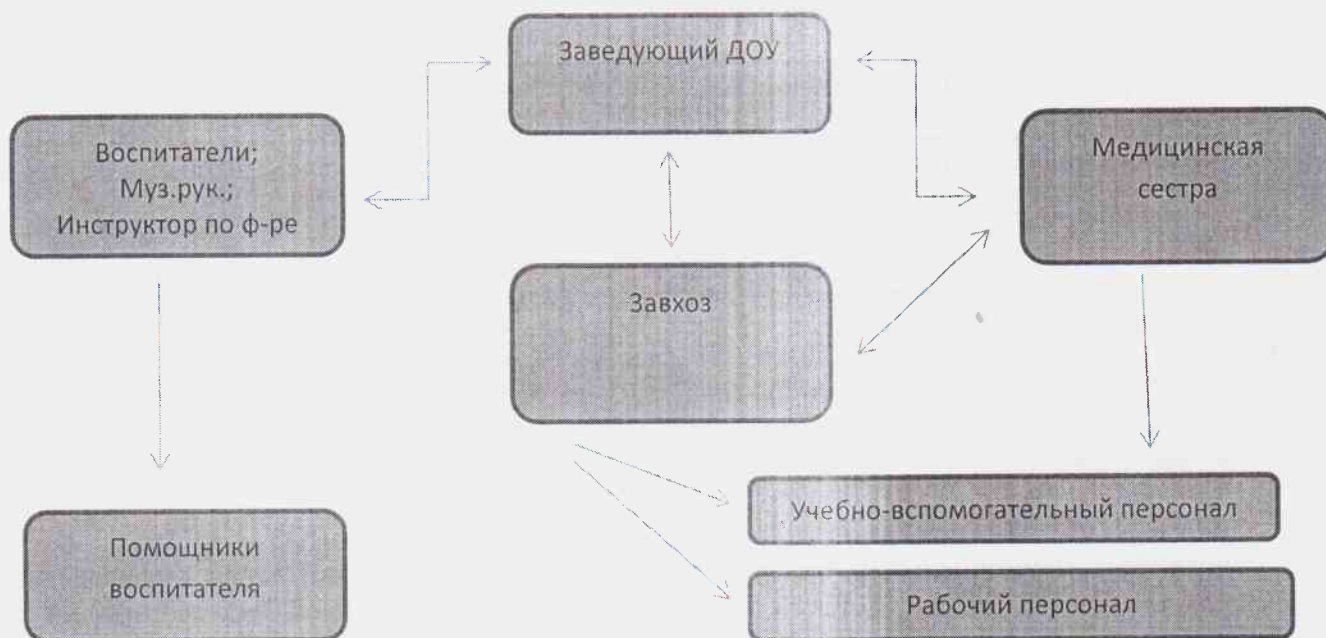 Заведующий ДОУ
Воспитатели;
Муз.рук.;
Инструктор по ф-ре
Медицинская
сестра
Завхоз
Учебно-вспомогательный персонал
Помощники
воспитателя
Рабочий персонал